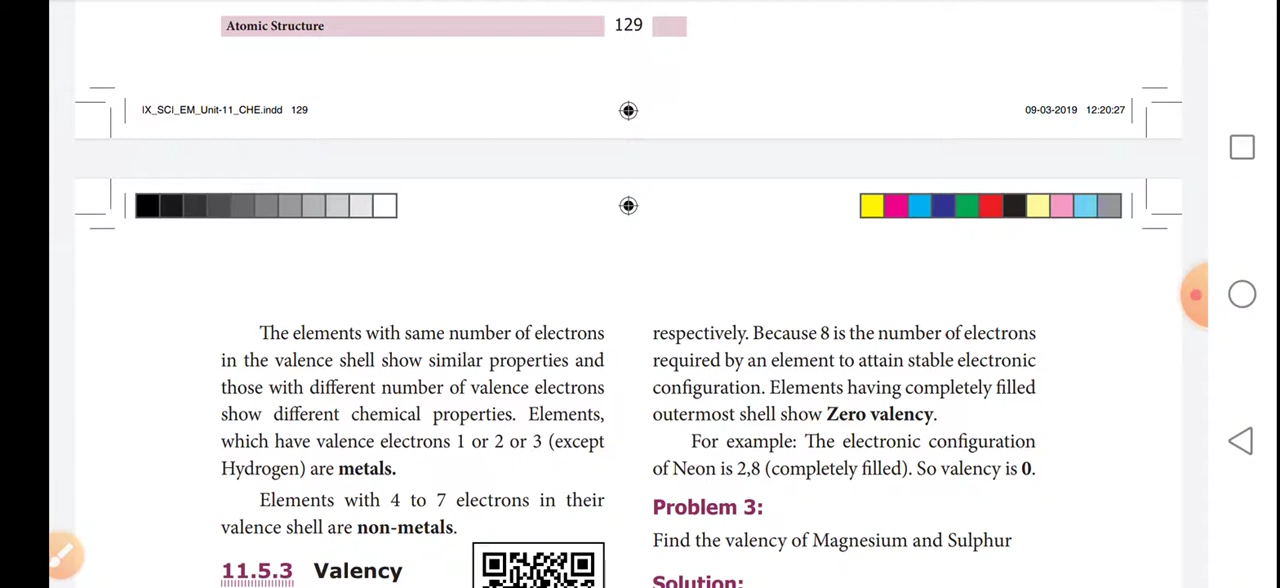 Atomic Structure
129
IX_SCI_EM_Unit-11_CHE.indd 129
09-03-2019 12:20:27
The elements with same number of electrons
in the valence shell show similar properties and
those with different number of valence electrons
show different chemical properties. Elements,
which have valence electrons 1 or 2 or 3 (except
Hydrogen) are metals.
Elements with 4 to 7 electrons in their
valence shell are non-metals.
11.5.3 Valency
respectively. Because 8 is the number of electrons
required by an element to attain stable electronic
configuration. Elements having completely filled
outermost shell show Zero valency.
For example: The electronic configuration
of Neon is 2,8 (completely filled). So valency is 0.
Problem 3:
Find the valency of Magnesium and Sulphur
Solution: